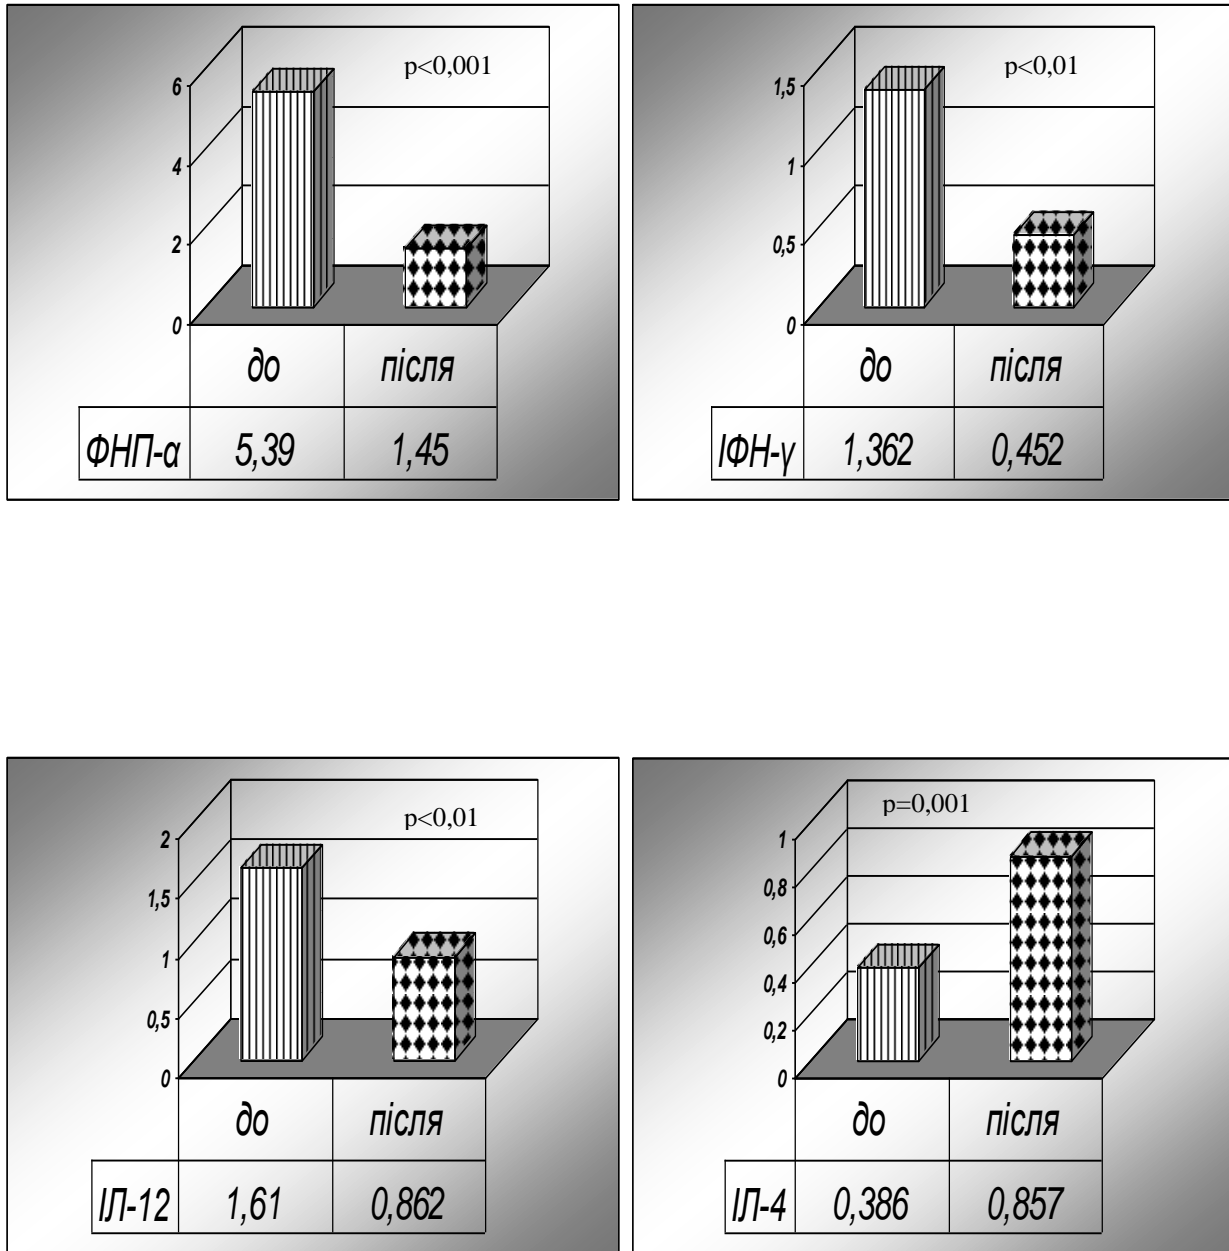 p<0,001
6
4
2
0
до після
ФНП-α 5,39 1,45
p<0,01
1,5
1
0,5
0
до після
ІФН-γ 1,362 0,452
p<0,01
2
1,5
1
0,5
0
до після
ІЛ-12 1,61 0,862
p=0,001
1
0,8
0,6
0,4
0,2
0
до після
ІЛ-4 0,386 0,857